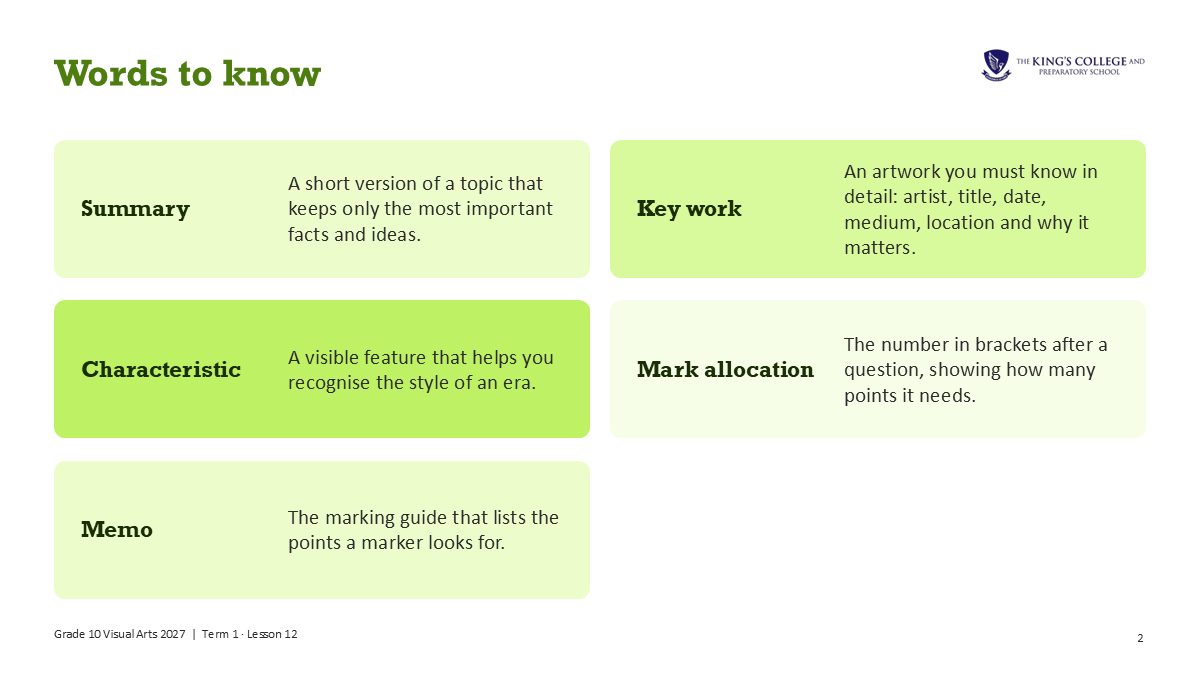 Words to know
THE KING'S COLLEGE AND
PREPARATORY SCHOOL
Summary
A short version of a topic that
keeps only the most important
facts and ideas.
Key work
An artwork you must know in
detail: artist, title, date,
medium, location and why it
matters.
Characteristic
A visible feature that helps you
recognise the style of an era.
Mark allocation
The number in brackets after a
question, showing how many
points it needs.
Memo
The marking guide that lists the
points a marker looks for.
Grade 10 Visual Arts 2027 | Term 1 · Lesson 12
2